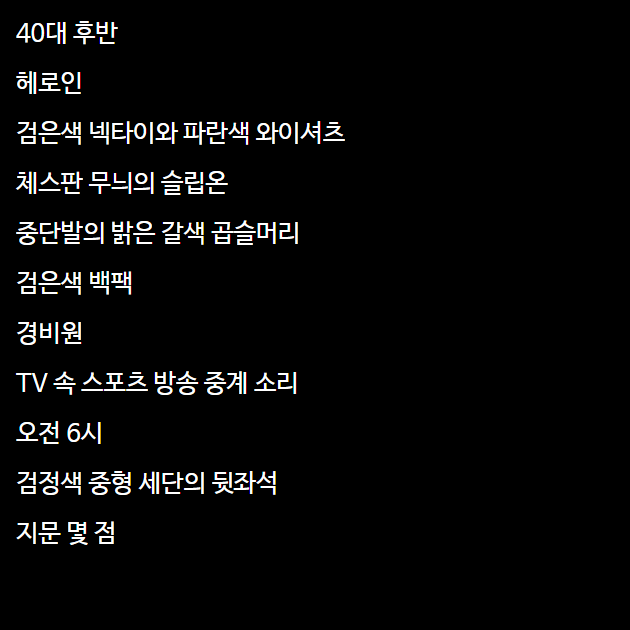 40대 후반
헤로인
검은색 넥타이와 파란색 와이셔츠
체스판 무늬의 슬립온
중단발의 밝은 갈색 곱슬머리
검은색 백팩
경비원
TV 속 스포츠 방송 중계 소리
오전 6시
검정색 중형 세단의 뒷좌석
지문 몇 점